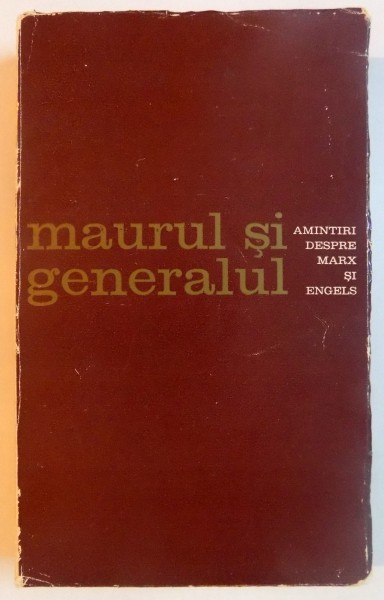 maurul şi
generalul
AMINTIRI
DESPRE
MARX
ŞI
ENGELS